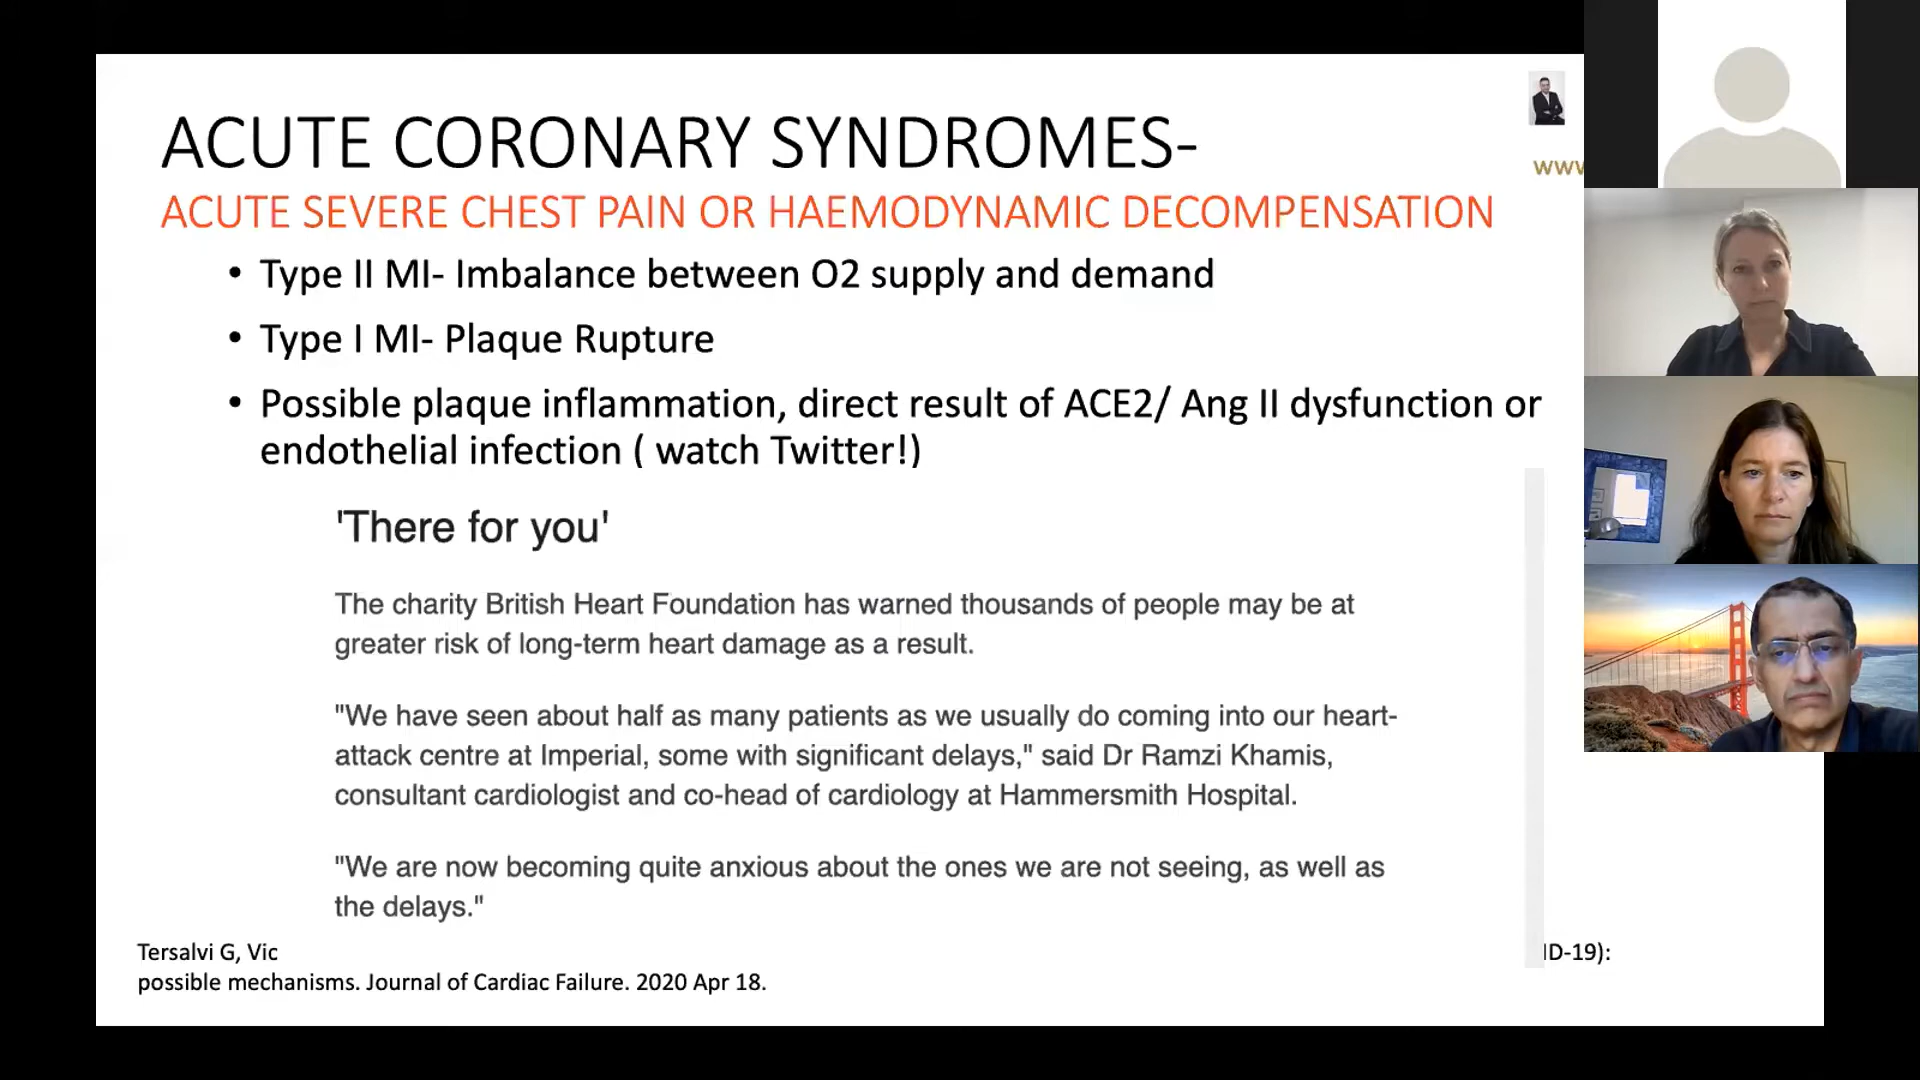 ACUTE CORONARY SYNDROMES-
www
ACUTE SEVERE CHEST PAIN OR HAEMODYNAMIC DECOMPENSATION
• Type II MI- Imbalance between O2 supply and demand
• Type I MI- Plaque Rupture
• Possible plaque inflammation, direct result of ACE2/ Ang II dysfunction or
endothelial infection ( watch Twitter!)
'There for you'
The charity British Heart Foundation has warned thousands of people may be at
greater risk of long-term heart damage as a result.
"We have seen about half as many patients as we usually do coming into our heart-
attack centre at Imperial, some with significant delays," said Dr Ramzi Khamis,
consultant cardiologist and co-head of cardiology at Hammersmith Hospital.
"We are now becoming quite anxious about the ones we are not seeing, as well as
the delays."
Tersalvi G, Vic ID-19):
possible mechanisms. Journal of Cardiac Failure. 2020 Apr 18.